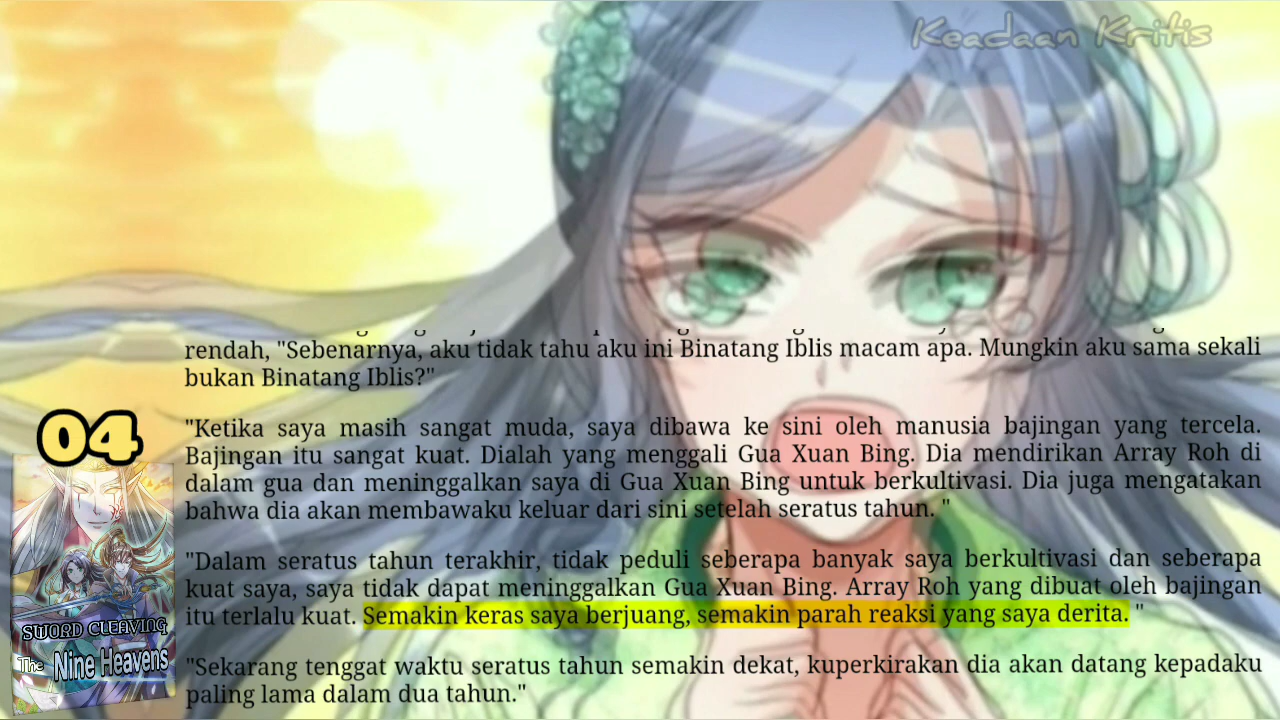 Keadaan Kritis
rendah, "Sebenarnya, aku tidak tahu aku ini Binatang Iblis macam apa. Mungkin aku sama sekali
bukan Binatang Iblis?"
"Ketika saya masih sangat muda, saya dibawa ke sini oleh manusia bajingan yang tercela.
Bajingan itu sangat kuat. Dialah yang menggali Gua Xuan Bing. Dia mendirikan Array Roh di
dalam gua dan meninggalkan saya di Gua Xuan Bing untuk berkultivasi. Dia juga mengatakan
bahwa dia akan membawaku keluar dari sini setelah seratus tahun. "
"Dalam seratus tahun terakhir, tidak peduli seberapa banyak saya berkultivasi dan seberapa
kuat saya, saya tidak dapat meninggalkan Gua Xuan Bing. Array Roh yang dibuat oleh bajingan
itu terlalu kuat. Semakin keras saya berjuang, semakin parah reaksi yang saya derita. "
"Sekarang tenggat waktu seratus tahun semakin dekat, kuperkirakan dia akan datang kepadaku
paling lama dalam dua tahun."
04
SWORD CLEAVING
The Nine Heavens